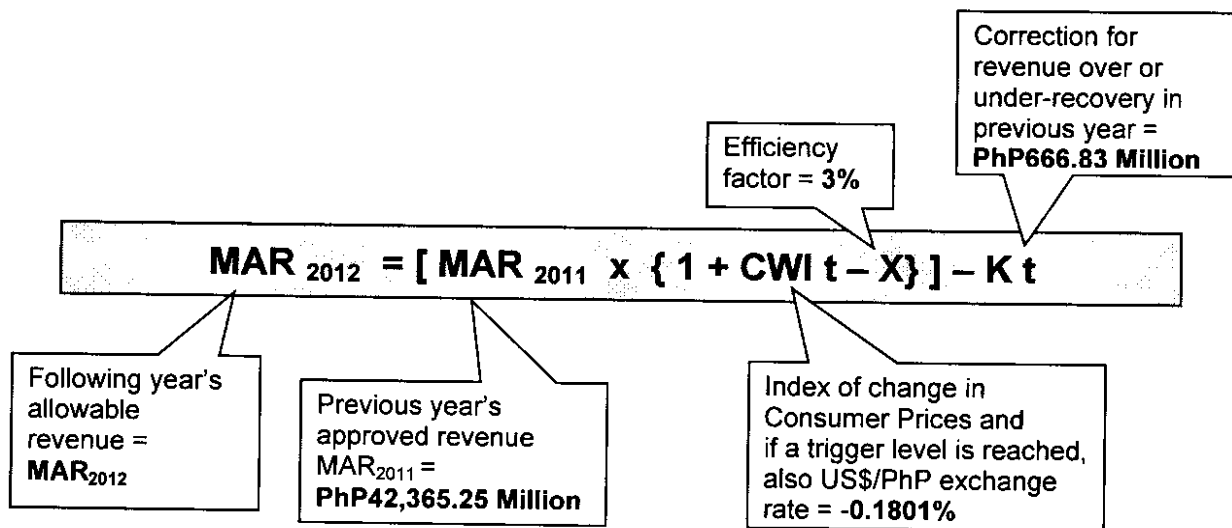 Correction for
revenue over or
under-recovery in
previous year =
PhP666.83 Million
Efficiency
factor = 3%
MAR 2012 = [ MAR 2011 x { 1 + CWI t – X} ] – K t
Following year's
allowable
revenue =
MAR2012
Previous year's
approved revenue
MAR2011 =
PhP42,365.25 Million
Index of change in
Consumer Prices and
if a trigger level is reached,
also US$/PhP exchange
rate = -0.1801%